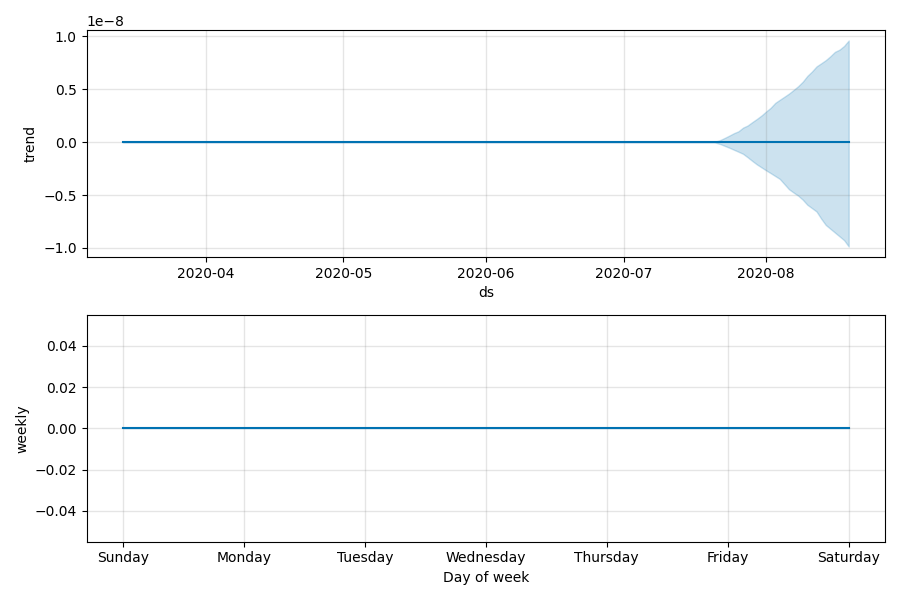 1e−8
1.0
0.5
0.0
−0.5
−1.0
trend
2020-04 2020-05 2020-06 2020-07 2020-08
ds
0.04
0.02
0.00
−0.02
−0.04
weekly
Sunday Monday Tuesday Wednesday Thursday Friday Saturday
Day of week